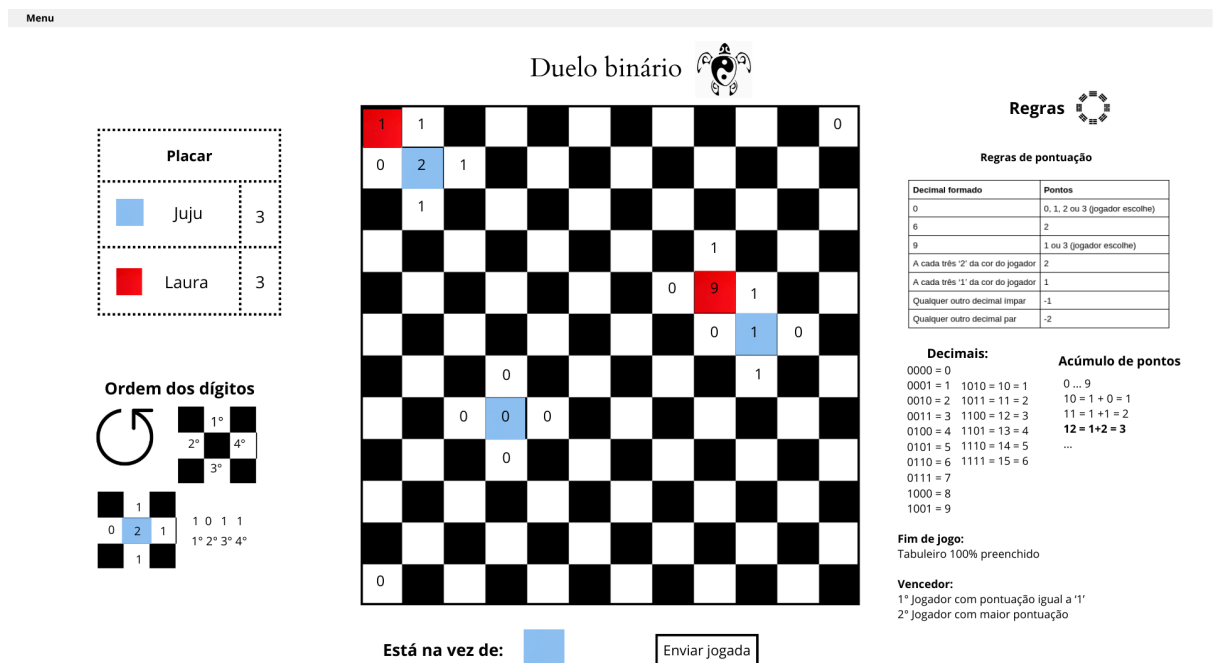 Menu
Duelo binário
Placar
Juju 3
Laura 3
Ordem dos dígitos
1°
2° 4°
3°
1
0 2 1
1
1 0 1 1
1° 2° 3° 4°
1 1 0
0 2 1
1
1
0 9 1
0 1 0
0 1
0 0 0
0
0
Está na vez de:
Enviar jogada
Regras
Regras de pontuação
Decimal formado Pontos
0 0, 1, 2 ou 3 (jogador escolhe)
6 2
9 1 ou 3 (jogador escolhe)
A cada três '2' da cor do jogador 2
A cada três '1' da cor do jogador 1
Qualquer outro decimal ímpar -1
Qualquer outro decimal par -2
Decimais:
0000 = 0
0001 = 1
0010 = 2
0011 = 3
0100 = 4
0101 = 5
0110 = 6
0111 = 7
1000 = 8
1001 = 9
1010 = 10 = 1
1011 = 11 = 2
1100 = 12 = 3
1101 = 13 = 4
1110 = 14 = 5
1111 = 15 = 6
Acúmulo de pontos
0 ... 9
10 = 1 + 0 = 1
11 = 1 +1 = 2
12 = 1+2 = 3
...
Fim de jogo:
Tabuleiro 100% preenchido
Vencedor:
1° Jogador com pontuação igual a ‘1’
2° Jogador com maior pontuação